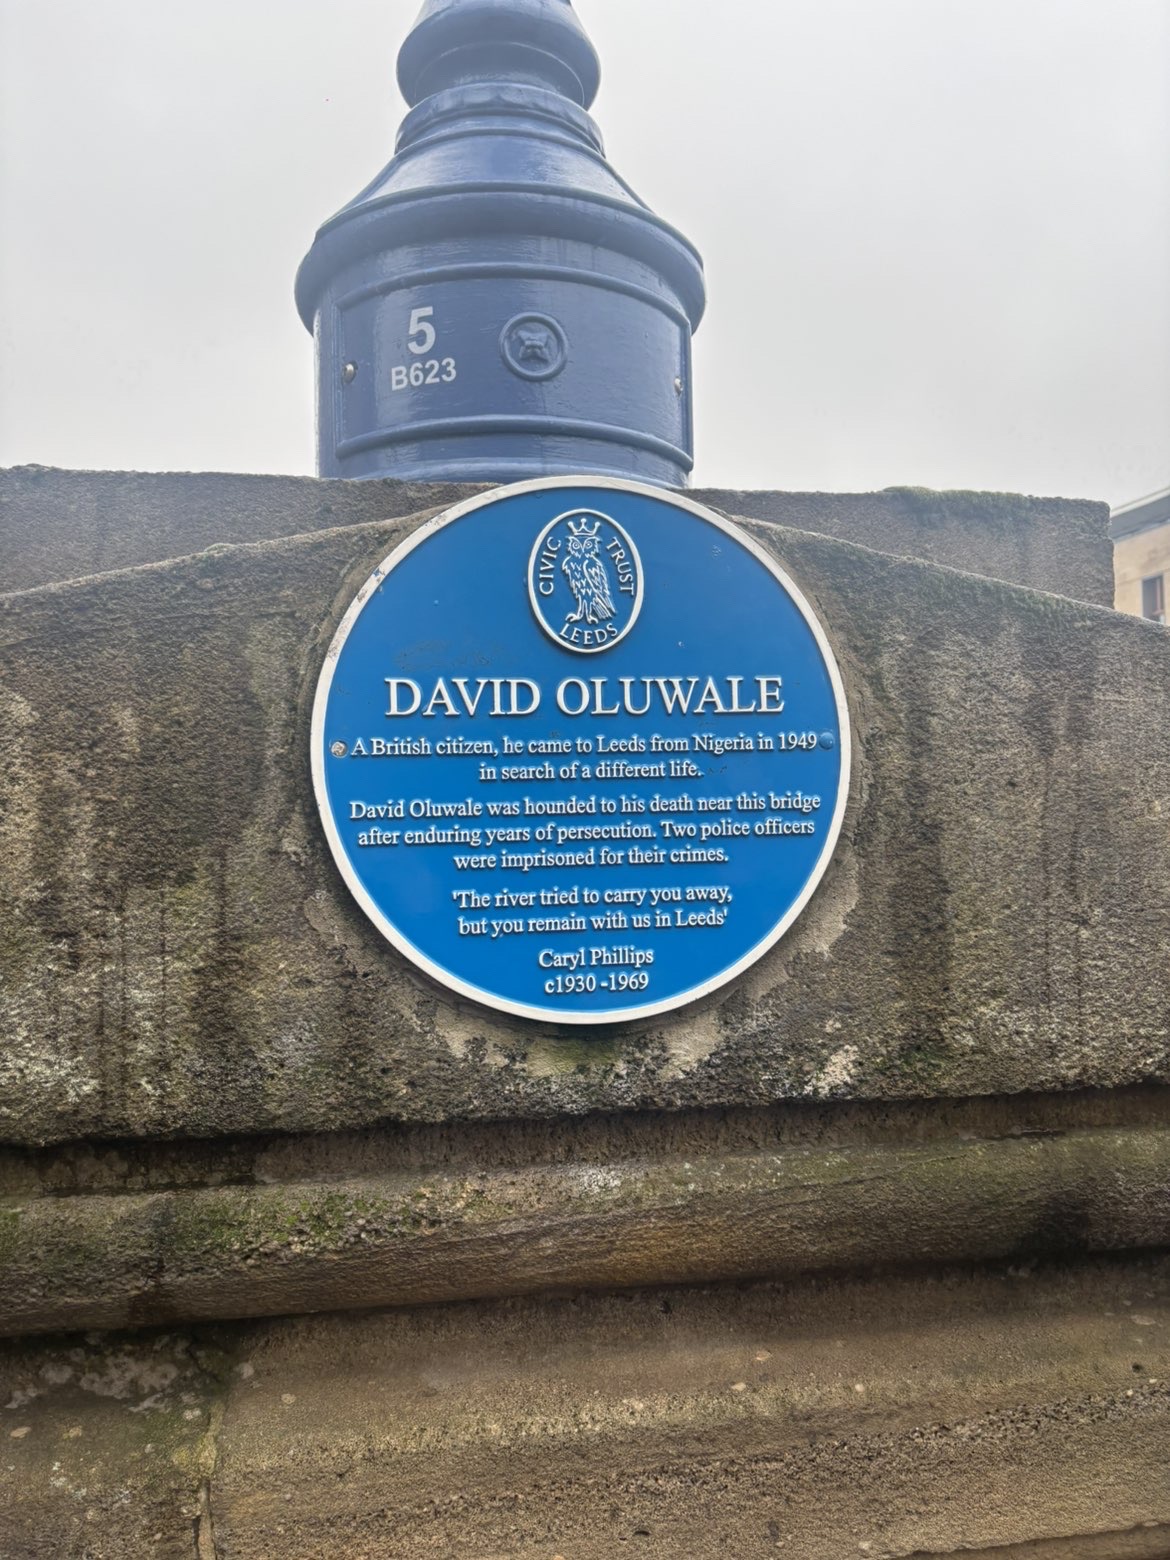 5
B623
CIVIC TRUST
LEEDS
DAVID OLUWALE
A British citizen, he came to Leeds from Nigeria in 1949
in search of a different life.
David Oluwale was hounded to his death near this bridge
after enduring years of persecution. Two police officers
were imprisoned for their crimes.
'The river tried to carry you away,
but you remain with us in Leeds'
Caryl Phillips
c1930 -1969